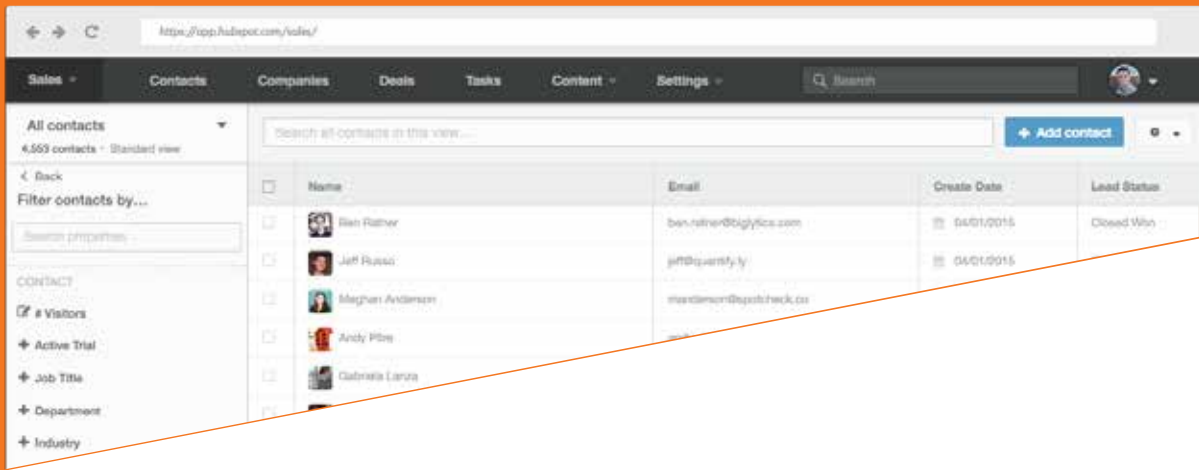 https://app.hubspot.com/sales/
Sales Contacts Companies Deals Tasks Content Settings Search
All contacts
4,553 contacts · Standard view
Search all contacts in this view...
+ Add contact
< Back
Filter contacts by...
Search properties
Name Email Create Date Lead Status
Ben Ratner ben.ratner@biglytics.com 04/01/2015 Closed Won
Jeff Russo jeff@quantify.ly 04/01/2015
CONTACT
Meghan Anderson manderson@spotcheck.co
# Visitors
Andy Pitre
+ Active Trial
Gabriela Lanza
+ Job Title
+ Department
+ Industry